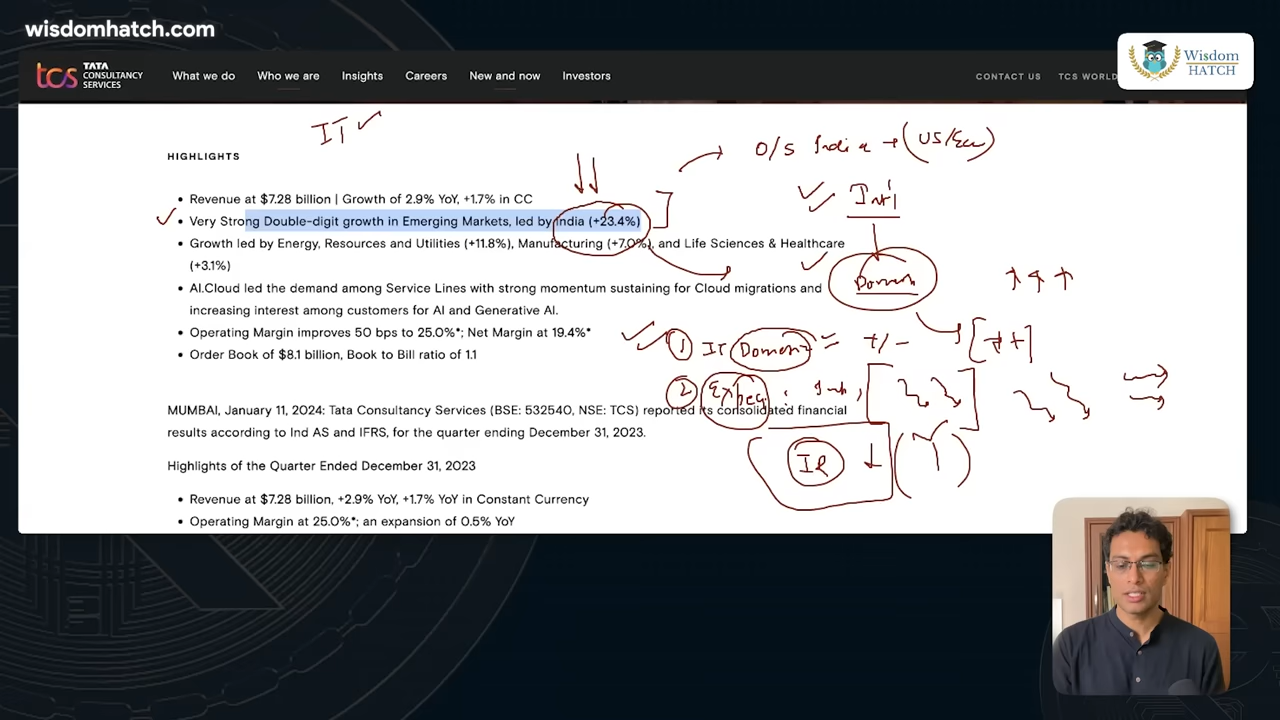 wisdomhatch.com
Wisdom
HATCH
tcs TATA
CONSULTANCY
SERVICES
What we do Who we are Insights Careers New and now Investors CONTACT US TCS WORLD
IT
HIGHLIGHTS
O/S India → (US/
• Revenue at $7.28 billion | Growth of 2.9% YoY, +1.7% in CC
Int'l
• Very Strong Double-digit growth in Emerging Markets, led by India (+23.4%)
• Growth led by Energy, Resources and Utilities (+11.8%), Manufacturing (+7.0%), and Life Sciences & Healthcare
(+3.1%)
• AI.Cloud led the demand among Service Lines with strong momentum sustaining for Cloud migrations and
increasing interest among customers for AI and Generative AI.
• Operating Margin improves 50 bps to 25.0%*; Net Margin at 19.4%*
1 IT +/- [++]
• Order Book of $8.1 billion, Book to Bill ratio of 1.1
2
MUMBAI, January 11, 2024: Tata Consultancy Services (BSE: 532540, NSE: TCS) reported its consolidated financial
results according to Ind AS and IFRS, for the quarter ending December 31, 2023.
IR ↓
Highlights of the Quarter Ended December 31, 2023
• Revenue at $7.28 billion, +2.9% YoY, +1.7% YoY in Constant Currency
• Operating Margin at 25.0%*; an expansion of 0.5% YoY